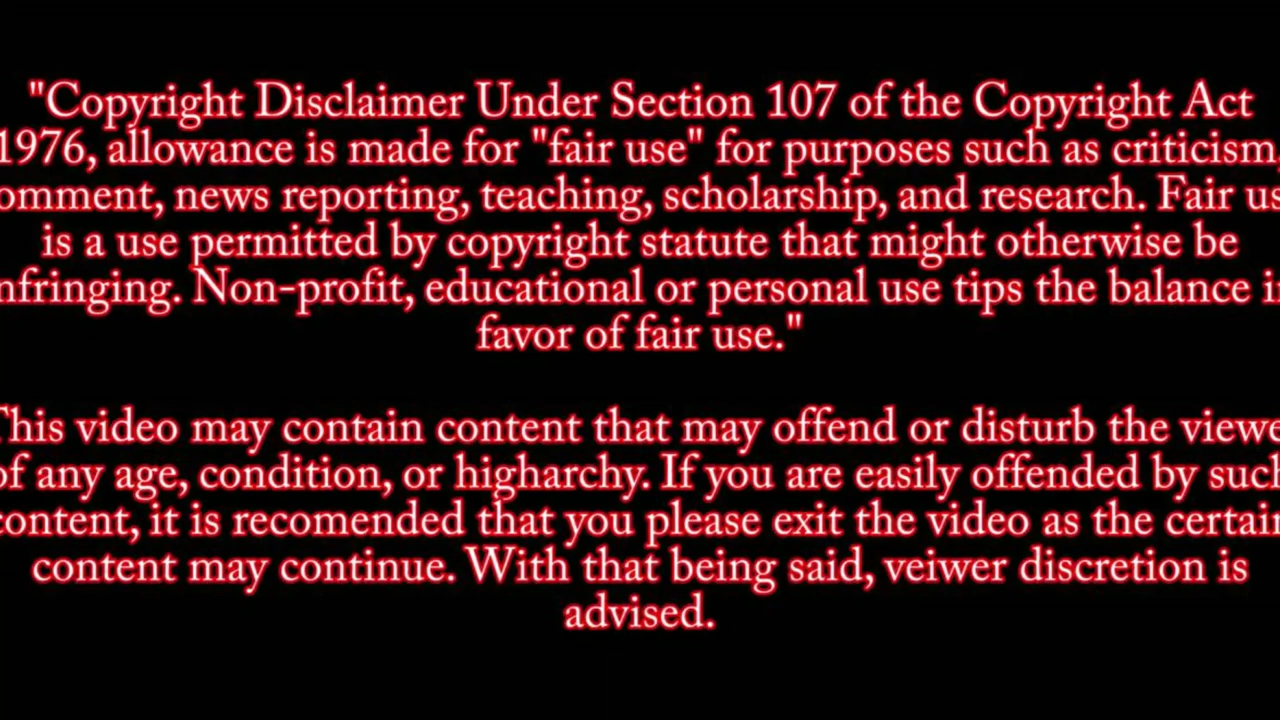 "Copyright Disclaimer Under Section 107 of the Copyright Act
1976, allowance is made for "fair use" for purposes such as criticism,
omment, news reporting, teaching, scholarship, and research. Fair us
is a use permitted by copyright statute that might otherwise be
nfringing. Non-profit, educational or personal use tips the balance in
favor of fair use."
This video may contain content that may offend or disturb the viewe
of any age, condition, or higharchy. If you are easily offended by such
content, it is recomended that you please exit the video as the certain
content may continue. With that being said, veiwer discretion is
advised.